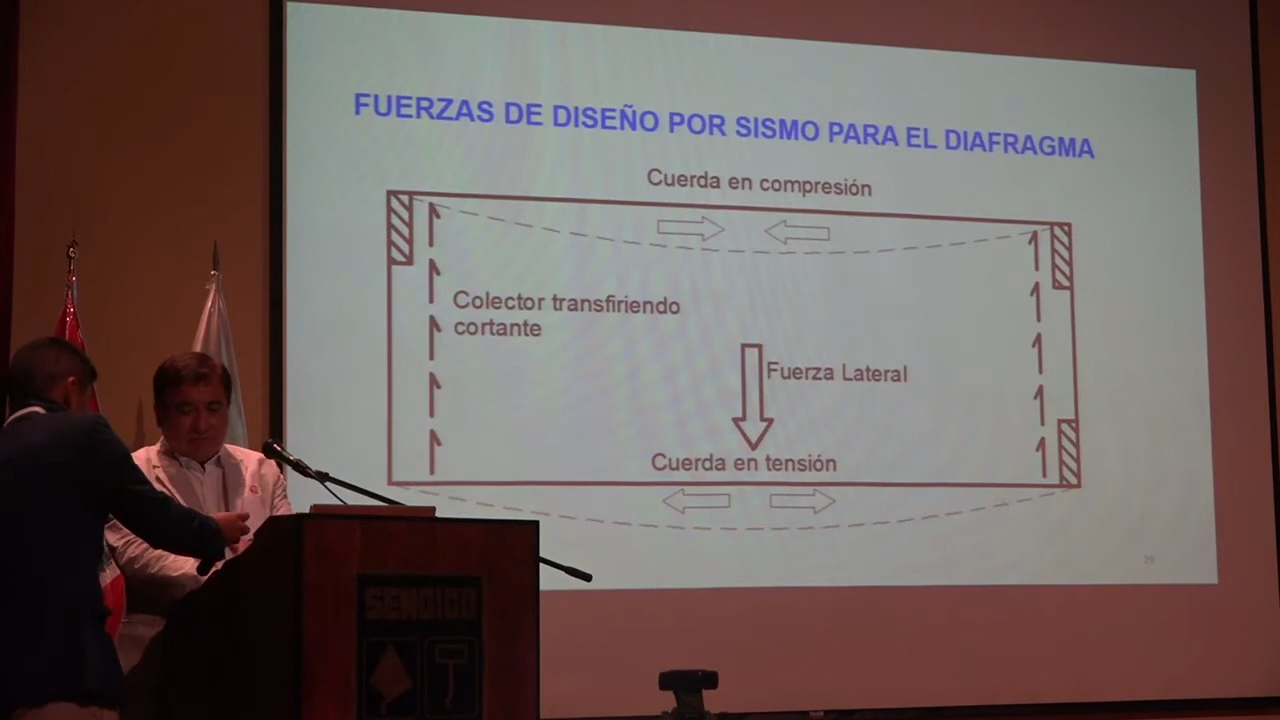 FUERZAS DE DISEÑO POR SISMO PARA EL DIAFRAGMA
Cuerda en compresión
Colector transfiriendo
cortante
Fuerza Lateral
Cuerda en tensión
29
SENCICO